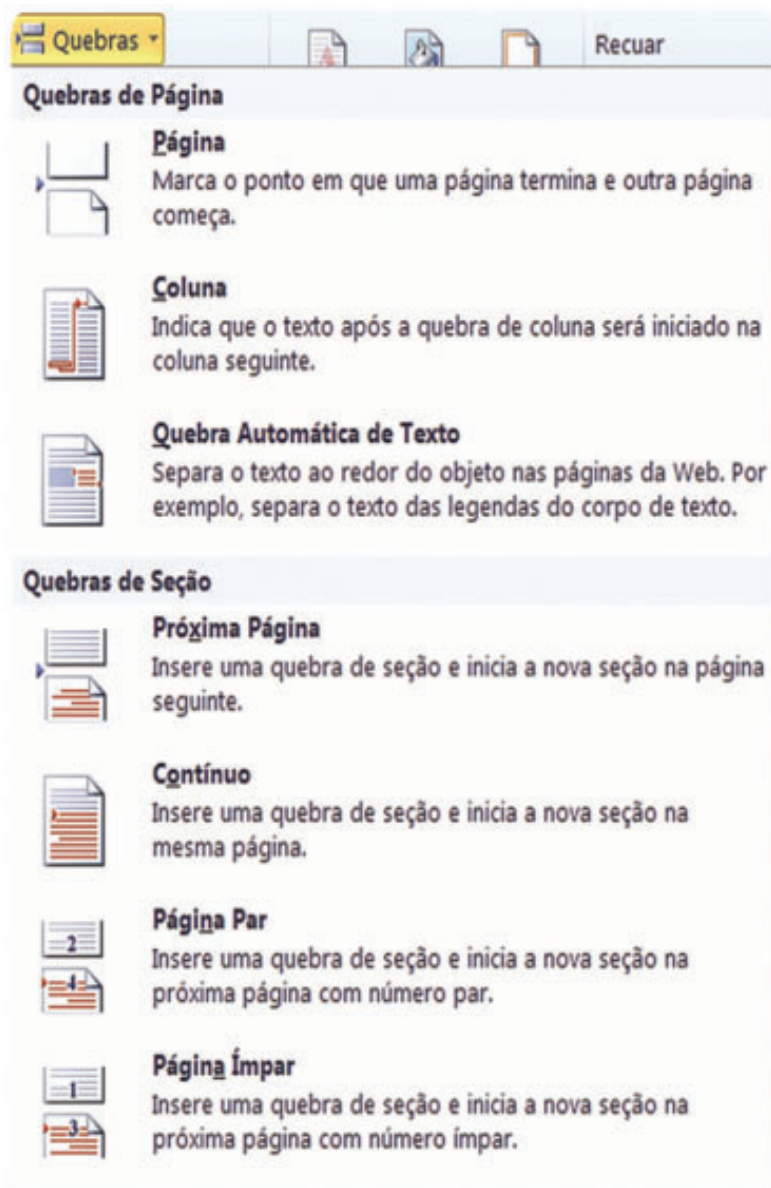 Quebras
Recuar
Quebras de Página
Página
Marca o ponto em que uma página termina e outra página
começa.
Coluna
Indica que o texto após a quebra de coluna será iniciado na
coluna seguinte.
Quebra Automática de Texto
Separa o texto ao redor do objeto nas páginas da Web. Por
exemplo, separa o texto das legendas do corpo de texto.
Quebras de Seção
Próxima Página
Insere uma quebra de seção e inicia a nova seção na página
seguinte.
Contínuo
Insere uma quebra de seção e inicia a nova seção na
mesma página.
2
Página Par
Insere uma quebra de seção e inicia a nova seção na
4
próxima página com número par.
1
Página Ímpar
Insere uma quebra de seção e inicia a nova seção na
3
próxima página com número ímpar.